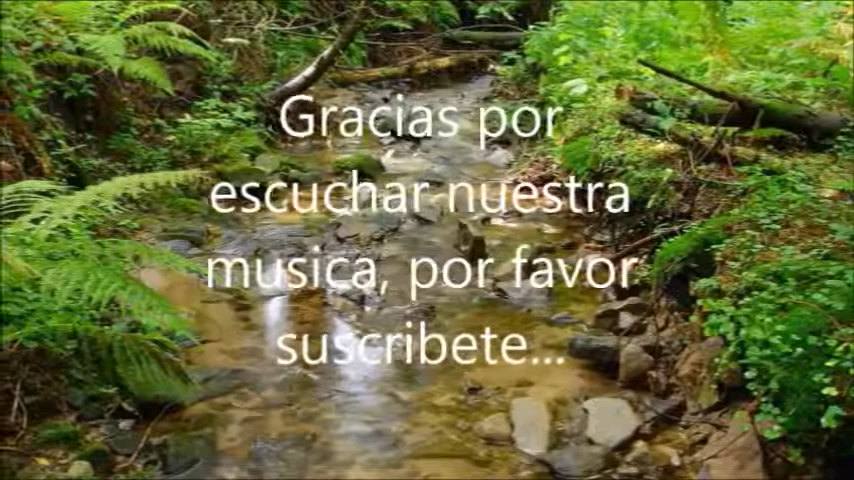 Gracias por
escuchar nuestra
musica, por favor
suscribete...